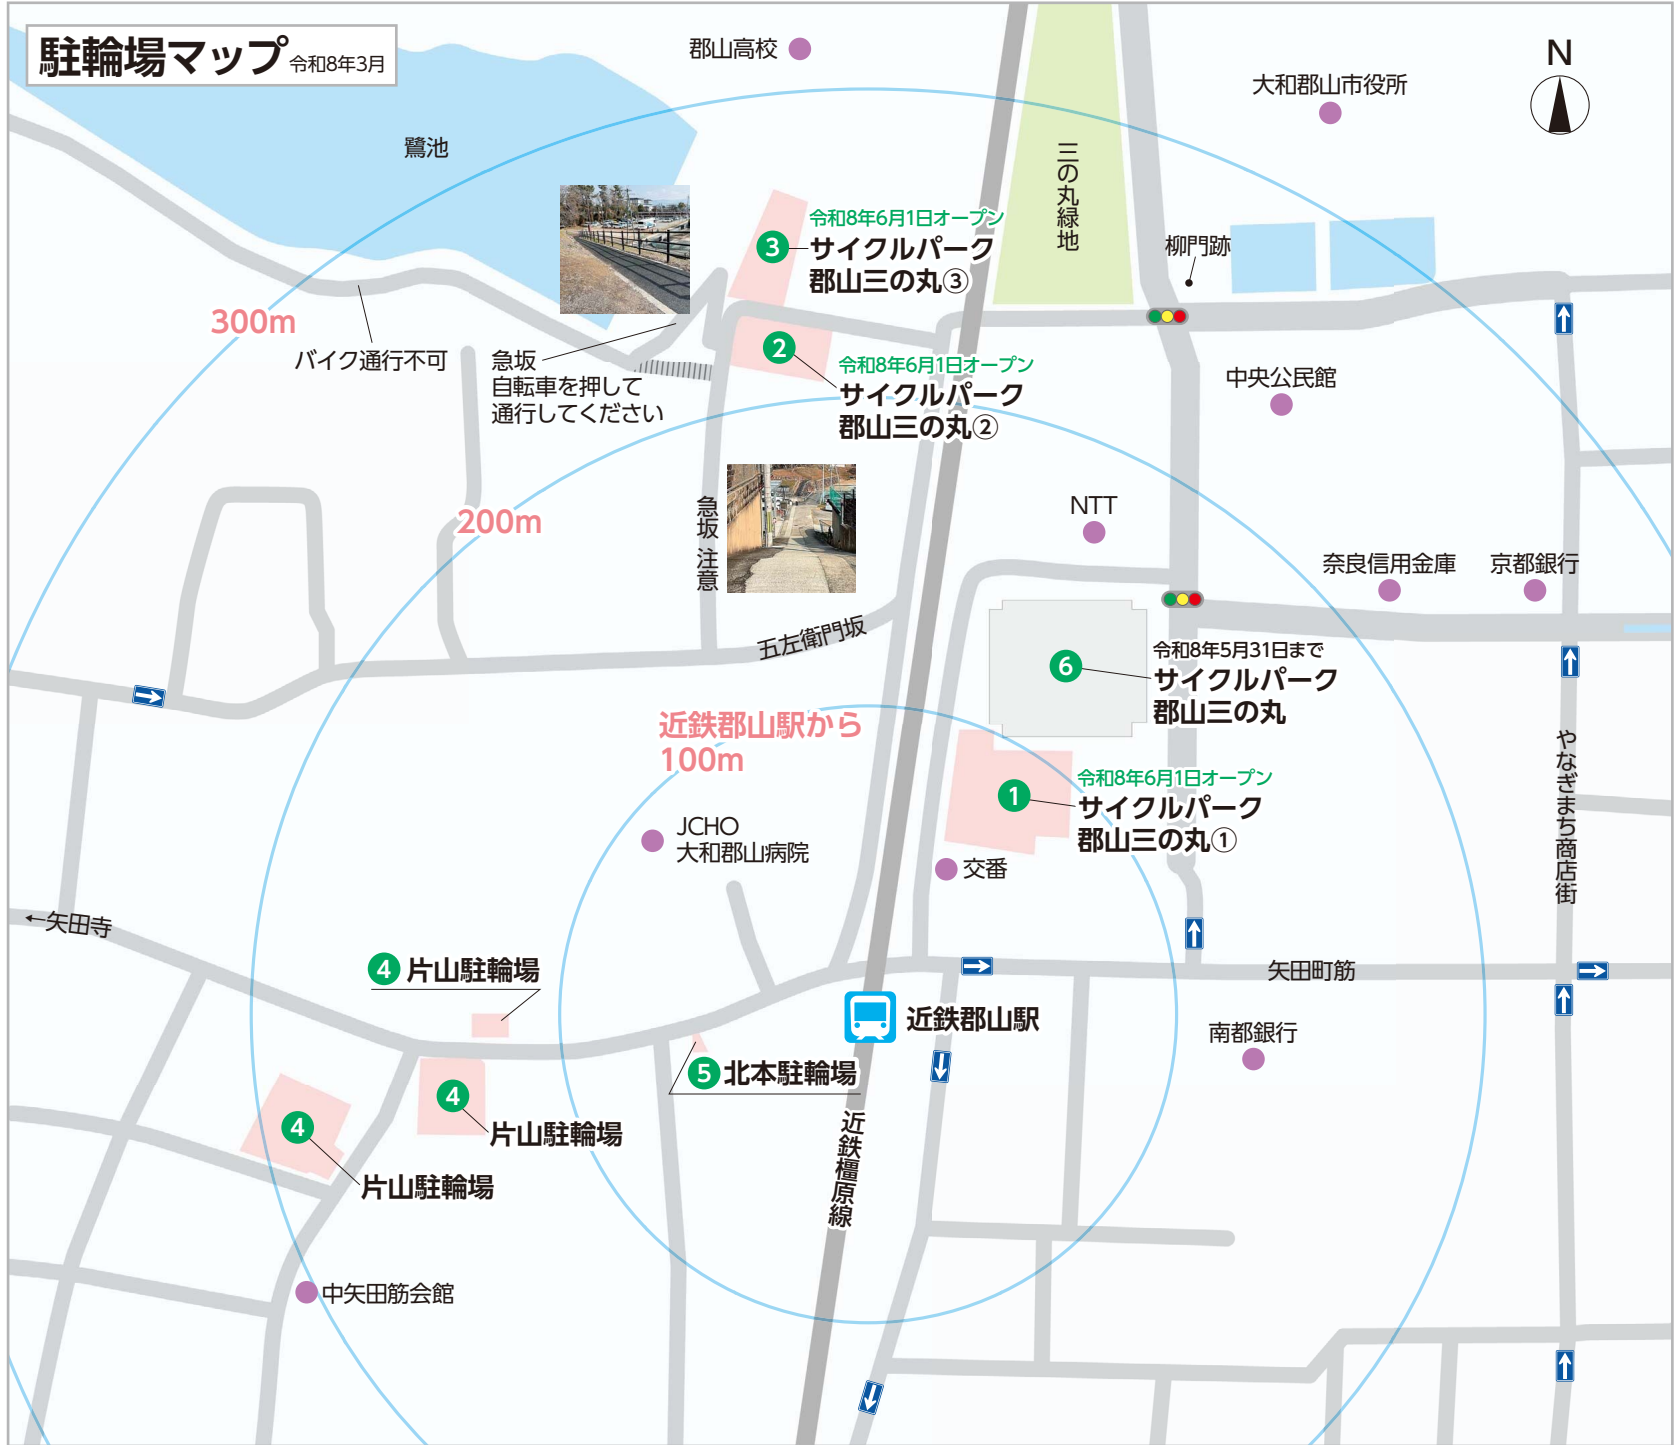 駐輪場マップ 令和8年3月
郡山高校
N
大和郡山市役所
鷺池
三の丸緑地
令和8年6月1日オープン
3
サイクルパーク
郡山三の丸③
柳門跡
300m
バイク通行不可
急坂
自転車を押して
通行してください
2
令和8年6月1日オープン
サイクルパーク
郡山三の丸②
中央公民館
200m
急坂 注意
NTT
奈良信用金庫
京都銀行
五左衛門坂
6
令和8年5月31日まで
サイクルパーク
郡山三の丸
近鉄郡山駅から
100m
1
令和8年6月1日オープン
サイクルパーク
郡山三の丸①
やなぎまち商店街
JCHO
大和郡山病院
交番
←矢田寺
4 片山駐輪場
矢田町筋
近鉄郡山駅
南都銀行
5 北本駐輪場
4
片山駐輪場
4
片山駐輪場
近鉄橿原線
中矢田筋会館